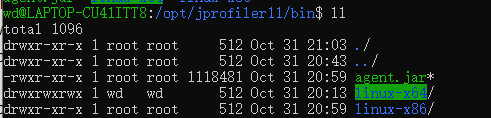 wd@LAPTOP-CU41ITT8:/opt/jprofiler11/bin$ ll
total 1096
drwxr-xr-x 1 root root     512 Oct 31 21:03 ./
drwxr-xr-x 1 root root     512 Oct 31 20:43 ../
-rwxr-xr-x 1 root root 1118481 Oct 31 20:59 agent.jar*
drwxrwxrwx 1 wd   wd       512 Oct 31 20:13 linux-x64/
drwxr-xr-x 1 root root     512 Oct 31 20:59 linux-x86/